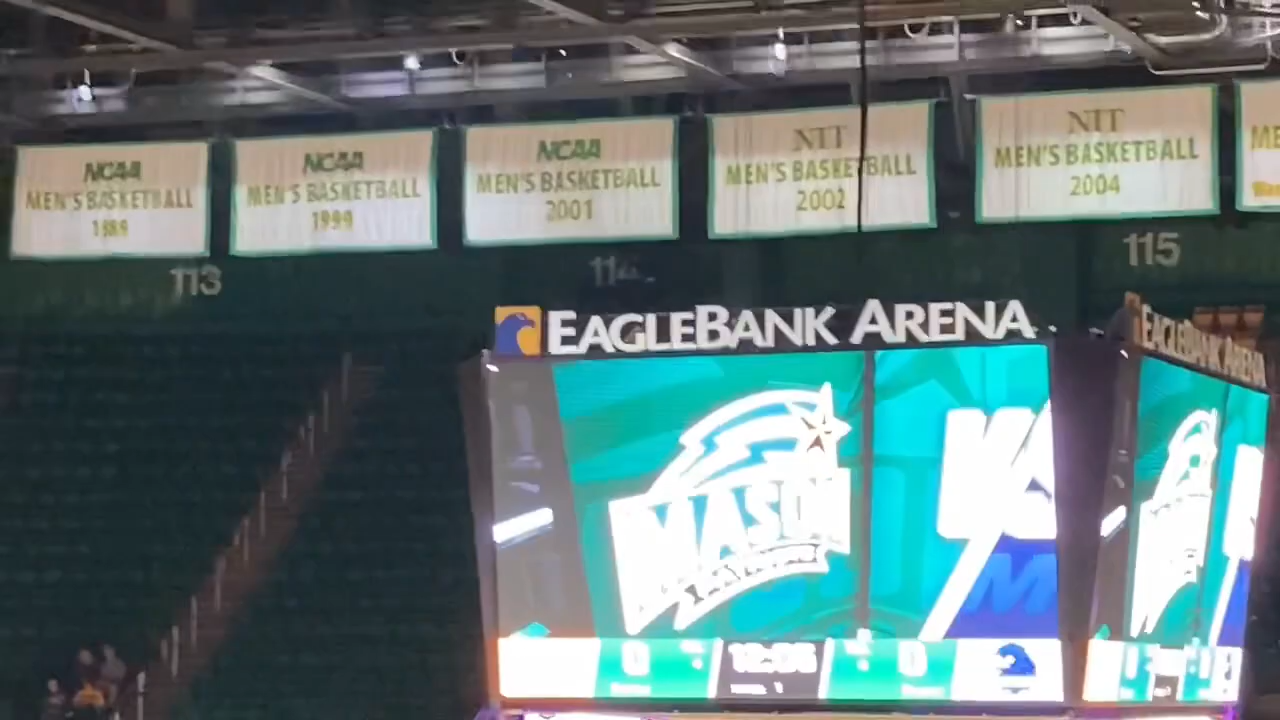 NCAA
MEN'S BASKETBALL
1989
NCAA
MEN'S BASKETBALL
1999
NCAA
MEN'S BASKETBALL
2001
NIT
MEN'S BASKETBALL
2002
NIT
MEN'S BASKETBALL
2004
113
114
115
EAGLEBANK ARENA
EAGLEBANK ARENA
MASON
0
0